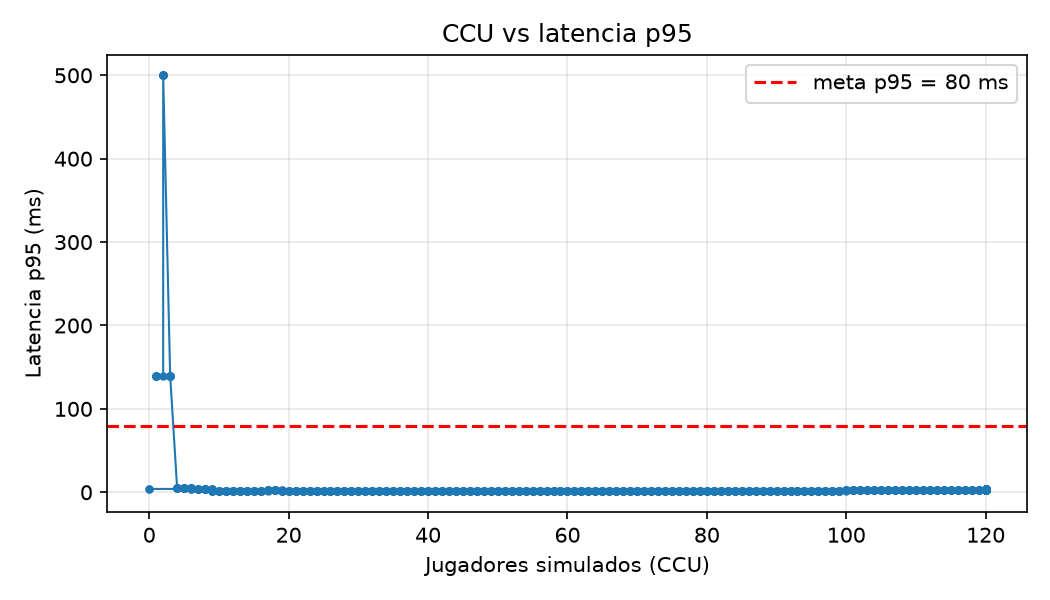 CCU vs latencia p95
meta p95 = 80 ms
500
400
300
200
100
0
Latencia p95 (ms)
0 20 40 60 80 100 120
Jugadores simulados (CCU)